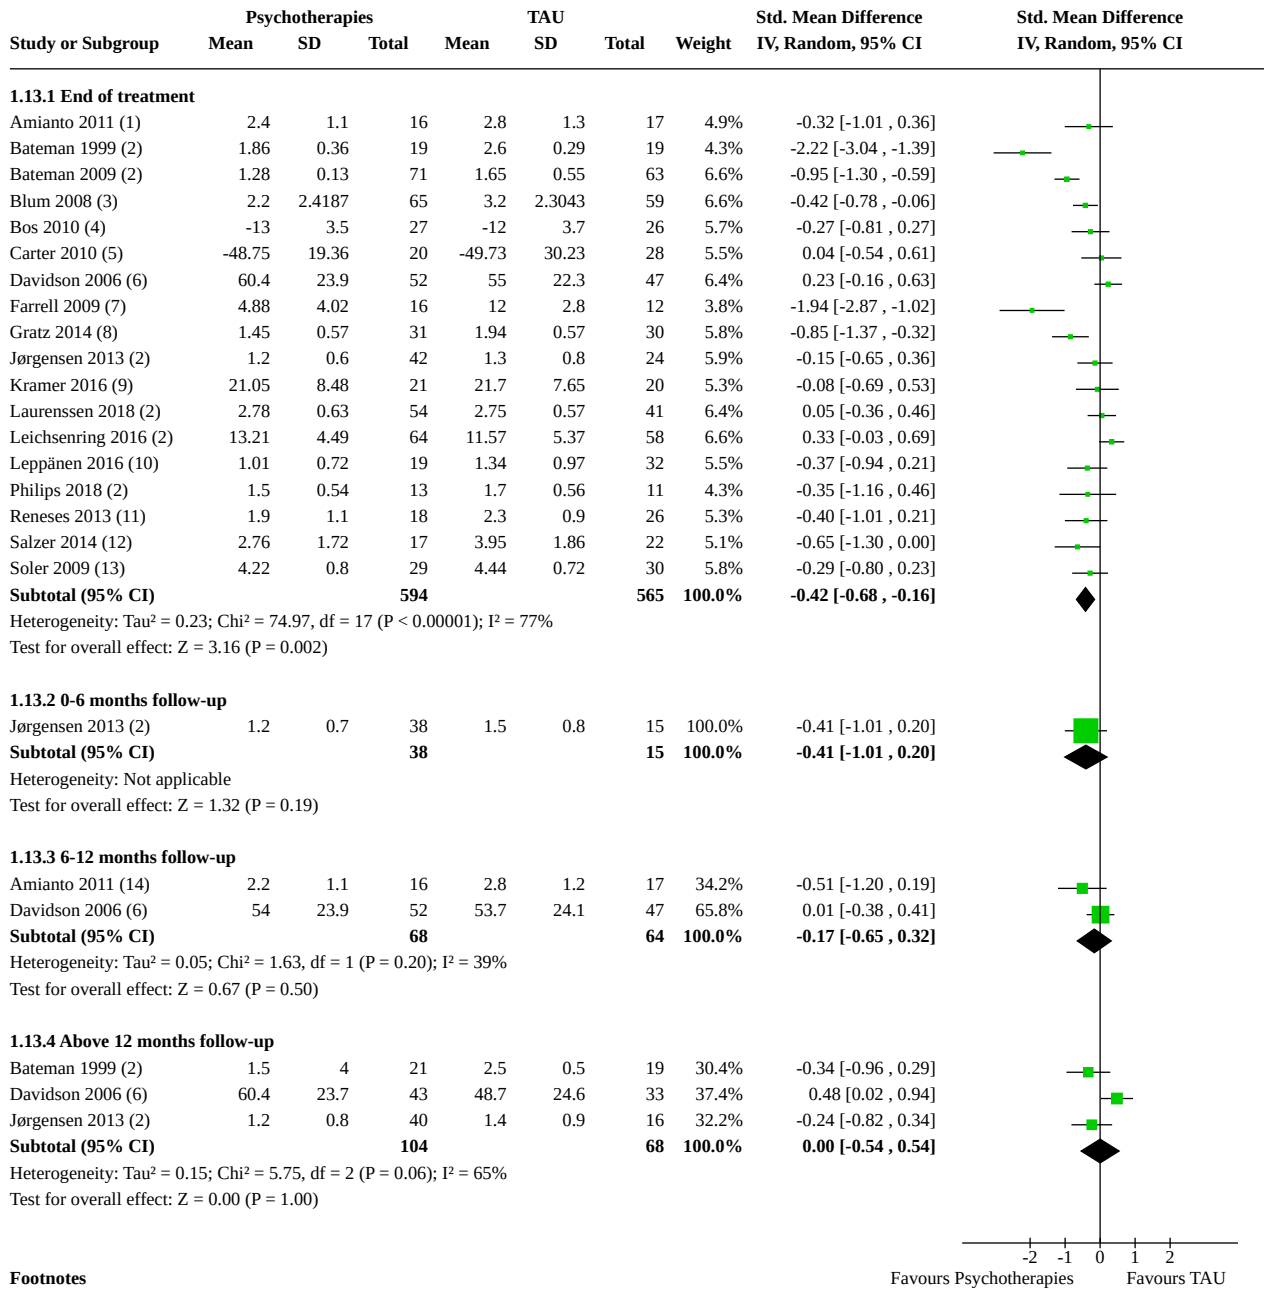 Psychotherapies TAU Std. Mean Difference Std. Mean Difference
Study or Subgroup Mean SD Total Mean SD Total Weight IV, Random, 95% CI IV, Random, 95% CI
1.13.1 End of treatment
Amianto 2011 (1) 2.4 1.1 16 2.8 1.3 17 4.9% -0.32 [-1.01 , 0.36]
Bateman 1999 (2) 1.86 0.36 19 2.6 0.29 19 4.3% -2.22 [-3.04 , -1.39]
Bateman 2009 (2) 1.28 0.13 71 1.65 0.55 63 6.6% -0.95 [-1.30 , -0.59]
Blum 2008 (3) 2.2 2.4187 65 3.2 2.3043 59 6.6% -0.42 [-0.78 , -0.06]
Bos 2010 (4) -13 3.5 27 -12 3.7 26 5.7% -0.27 [-0.81 , 0.27]
Carter 2010 (5) -48.75 19.36 20 -49.73 30.23 28 5.5% 0.04 [-0.54 , 0.61]
Davidson 2006 (6) 60.4 23.9 52 55 22.3 47 6.4% 0.23 [-0.16 , 0.63]
Farrell 2009 (7) 4.88 4.02 16 12 2.8 12 3.8% -1.94 [-2.87 , -1.02]
Gratz 2014 (8) 1.45 0.57 31 1.94 0.57 30 5.8% -0.85 [-1.37 , -0.32]
Jørgensen 2013 (2) 1.2 0.6 42 1.3 0.8 24 5.9% -0.15 [-0.65 , 0.36]
Kramer 2016 (9) 21.05 8.48 21 21.7 7.65 20 5.3% -0.08 [-0.69 , 0.53]
Laurenssen 2018 (2) 2.78 0.63 54 2.75 0.57 41 6.4% 0.05 [-0.36 , 0.46]
Leichsenring 2016 (2) 13.21 4.49 64 11.57 5.37 58 6.6% 0.33 [-0.03 , 0.69]
Leppänen 2016 (10) 1.01 0.72 19 1.34 0.97 32 5.5% -0.37 [-0.94 , 0.21]
Philips 2018 (2) 1.5 0.54 13 1.7 0.56 11 4.3% -0.35 [-1.16 , 0.46]
Reneses 2013 (11) 1.9 1.1 18 2.3 0.9 26 5.3% -0.40 [-1.01 , 0.21]
Salzer 2014 (12) 2.76 1.72 17 3.95 1.86 22 5.1% -0.65 [-1.30 , 0.00]
Soler 2009 (13) 4.22 0.8 29 4.44 0.72 30 5.8% -0.29 [-0.80 , 0.23]
Subtotal (95% CI) 594 565 100.0% -0.42 [-0.68 , -0.16]
Heterogeneity: Tau² = 0.23; Chi² = 74.97, df = 17 (P < 0.00001); I² = 77%
Test for overall effect: Z = 3.16 (P = 0.002)
1.13.2 0-6 months follow-up
Jørgensen 2013 (2) 1.2 0.7 38 1.5 0.8 15 100.0% -0.41 [-1.01 , 0.20]
Subtotal (95% CI) 38 15 100.0% -0.41 [-1.01 , 0.20]
Heterogeneity: Not applicable
Test for overall effect: Z = 1.32 (P = 0.19)
1.13.3 6-12 months follow-up
Amianto 2011 (14) 2.2 1.1 16 2.8 1.2 17 34.2% -0.51 [-1.20 , 0.19]
Davidson 2006 (6) 54 23.9 52 53.7 24.1 47 65.8% 0.01 [-0.38 , 0.41]
Subtotal (95% CI) 68 64 100.0% -0.17 [-0.65 , 0.32]
Heterogeneity: Tau² = 0.05; Chi² = 1.63, df = 1 (P = 0.20); I² = 39%
Test for overall effect: Z = 0.67 (P = 0.50)
1.13.4 Above 12 months follow-up
Bateman 1999 (2) 1.5 4 21 2.5 0.5 19 30.4% -0.34 [-0.96 , 0.29]
Davidson 2006 (6) 60.4 23.7 43 48.7 24.6 33 37.4% 0.48 [0.02 , 0.94]
Jørgensen 2013 (2) 1.2 0.8 40 1.4 0.9 16 32.2% -0.24 [-0.82 , 0.34]
Subtotal (95% CI) 104 68 100.0% 0.00 [-0.54 , 0.54]
Heterogeneity: Tau² = 0.15; Chi² = 5.75, df = 2 (P = 0.06); I² = 65%
Test for overall effect: Z = 0.00 (P = 1.00)
-2 -1 0 1 2
Footnotes Favours Psychotherapies Favours TAU